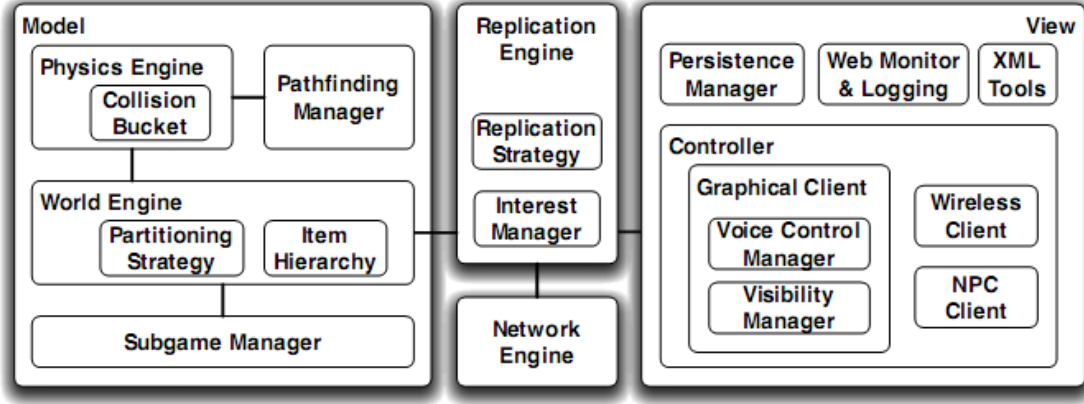 Model
Physics Engine
Collision
Bucket
Pathfinding
Manager
World Engine
Partitioning
Strategy
Item
Hierarchy
Subgame Manager
Replication
Engine
Replication
Strategy
Interest
Manager
Network
Engine
View
Persistence
Manager
Web Monitor
& Logging
XML
Tools
Controller
Graphical Client
Voice Control
Manager
Visibility
Manager
Wireless
Client
NPC
Client